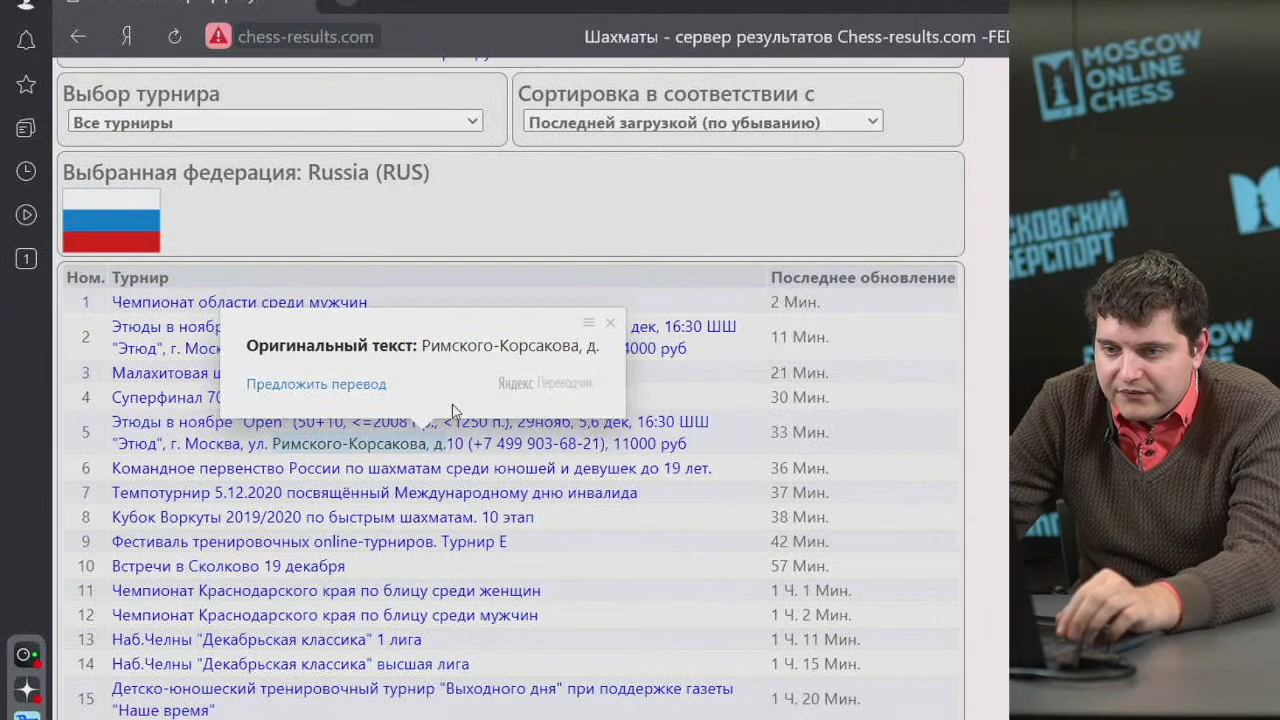 chess-results.com
Шахматы - сервер результатов Chess-results.com -FED
Выбор турнира
Все турниры
Сортировка в соответствии с
Последней загрузкой (по убыванию)
Выбранная федерация: Russia (RUS)
Ном. Турнир Последнее обновление
1 Чемпионат области среди мужчин 2 Мин.
2 Этюды в ноябр дек, 16:30 ШШ
"Этюд", г. Моск 4000 руб 11 Мин.
3 Малахитовая ш 21 Мин.
4 Суперфинал 70 30 Мин.
Оригинальный текст: Римского-Корсакова, д.
Предложить перевод Яндекс Переводчик
5 Этюды в ноябре "Open" (50+10, <=2008 г.р., <1250 п.), 29нояб, 5,6 дек, 16:30 ШШ
"Этюд", г. Москва, ул. Римского-Корсакова, д.10 (+7 499 903-68-21), 11000 руб 33 Мин.
6 Командное первенство России по шахматам среди юношей и девушек до 19 лет. 36 Мин.
7 Темпотурнир 5.12.2020 посвящённый Международному дню инвалида 37 Мин.
8 Кубок Воркуты 2019/2020 по быстрым шахматам. 10 этап 38 Мин.
9 Фестиваль тренировочных online-турниров. Турнир Е 42 Мин.
10 Встречи в Сколково 19 декабря 57 Мин.
11 Чемпионат Краснодарского края по блицу среди женщин 1 Ч. 1 Мин.
12 Чемпионат Краснодарского края по блицу среди мужчин 1 Ч. 2 Мин.
13 Наб.Челны "Декабрьская классика" 1 лига 1 Ч. 11 Мин.
14 Наб.Челны "Декабрьская классика" высшая лига 1 Ч. 15 Мин.
15 Детско-юношеский тренировочный турнир "Выходного дня" при поддержке газеты
"Наше время" 1 Ч. 20 Мин.
1
MOSCOW
ONLINE
CHESS
ОСКОВСКИЙ
БЕРСПОРТ